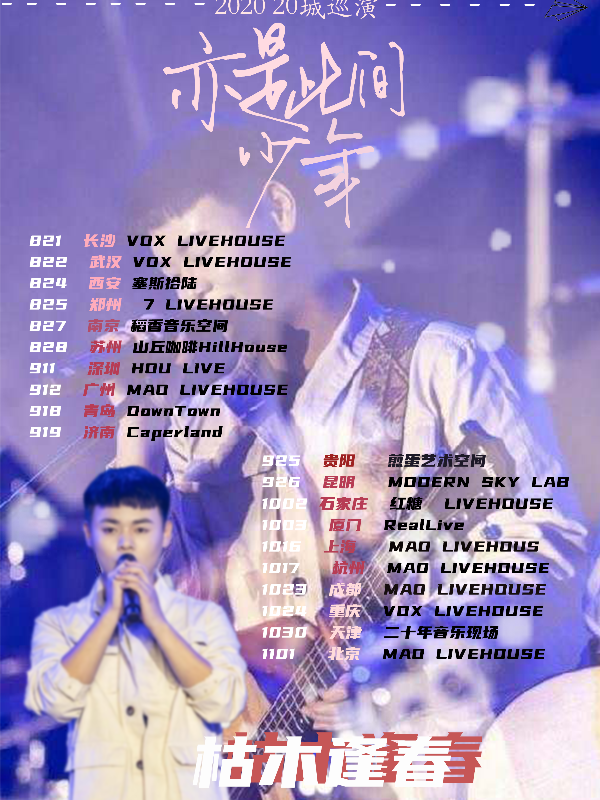 2020 20城巡演
亦是此间
少年
821 长沙 VOX LIVEHOUSE
822 武汉 VOX LIVEHOUSE
824 西安 塞斯拾陆
825 郑州 7 LIVEHOUSE
827 南京 稻香音乐空间
828 苏州 山丘咖啡HillHouse
911 深圳 HOU LIVE
912 广州 MAO LIVEHOUSE
918 青岛 DownTown
919 济南 Caperland
925 贵阳 煎蛋艺术空间
926 昆明 MODERN SKY LAB
1002 石家庄 红糖 LIVEHOUSE
1003 厦门 RealLive
1016 上海 MAO LIVEHOUS
1017 杭州 MAO LIVEHOUSE
1023 成都 MAO LIVEHOUSE
1024 重庆 VOX LIVEHOUSE
1030 天津 二十年音乐现场
1101 北京 MAO LIVEHOUSE
枯木逢春